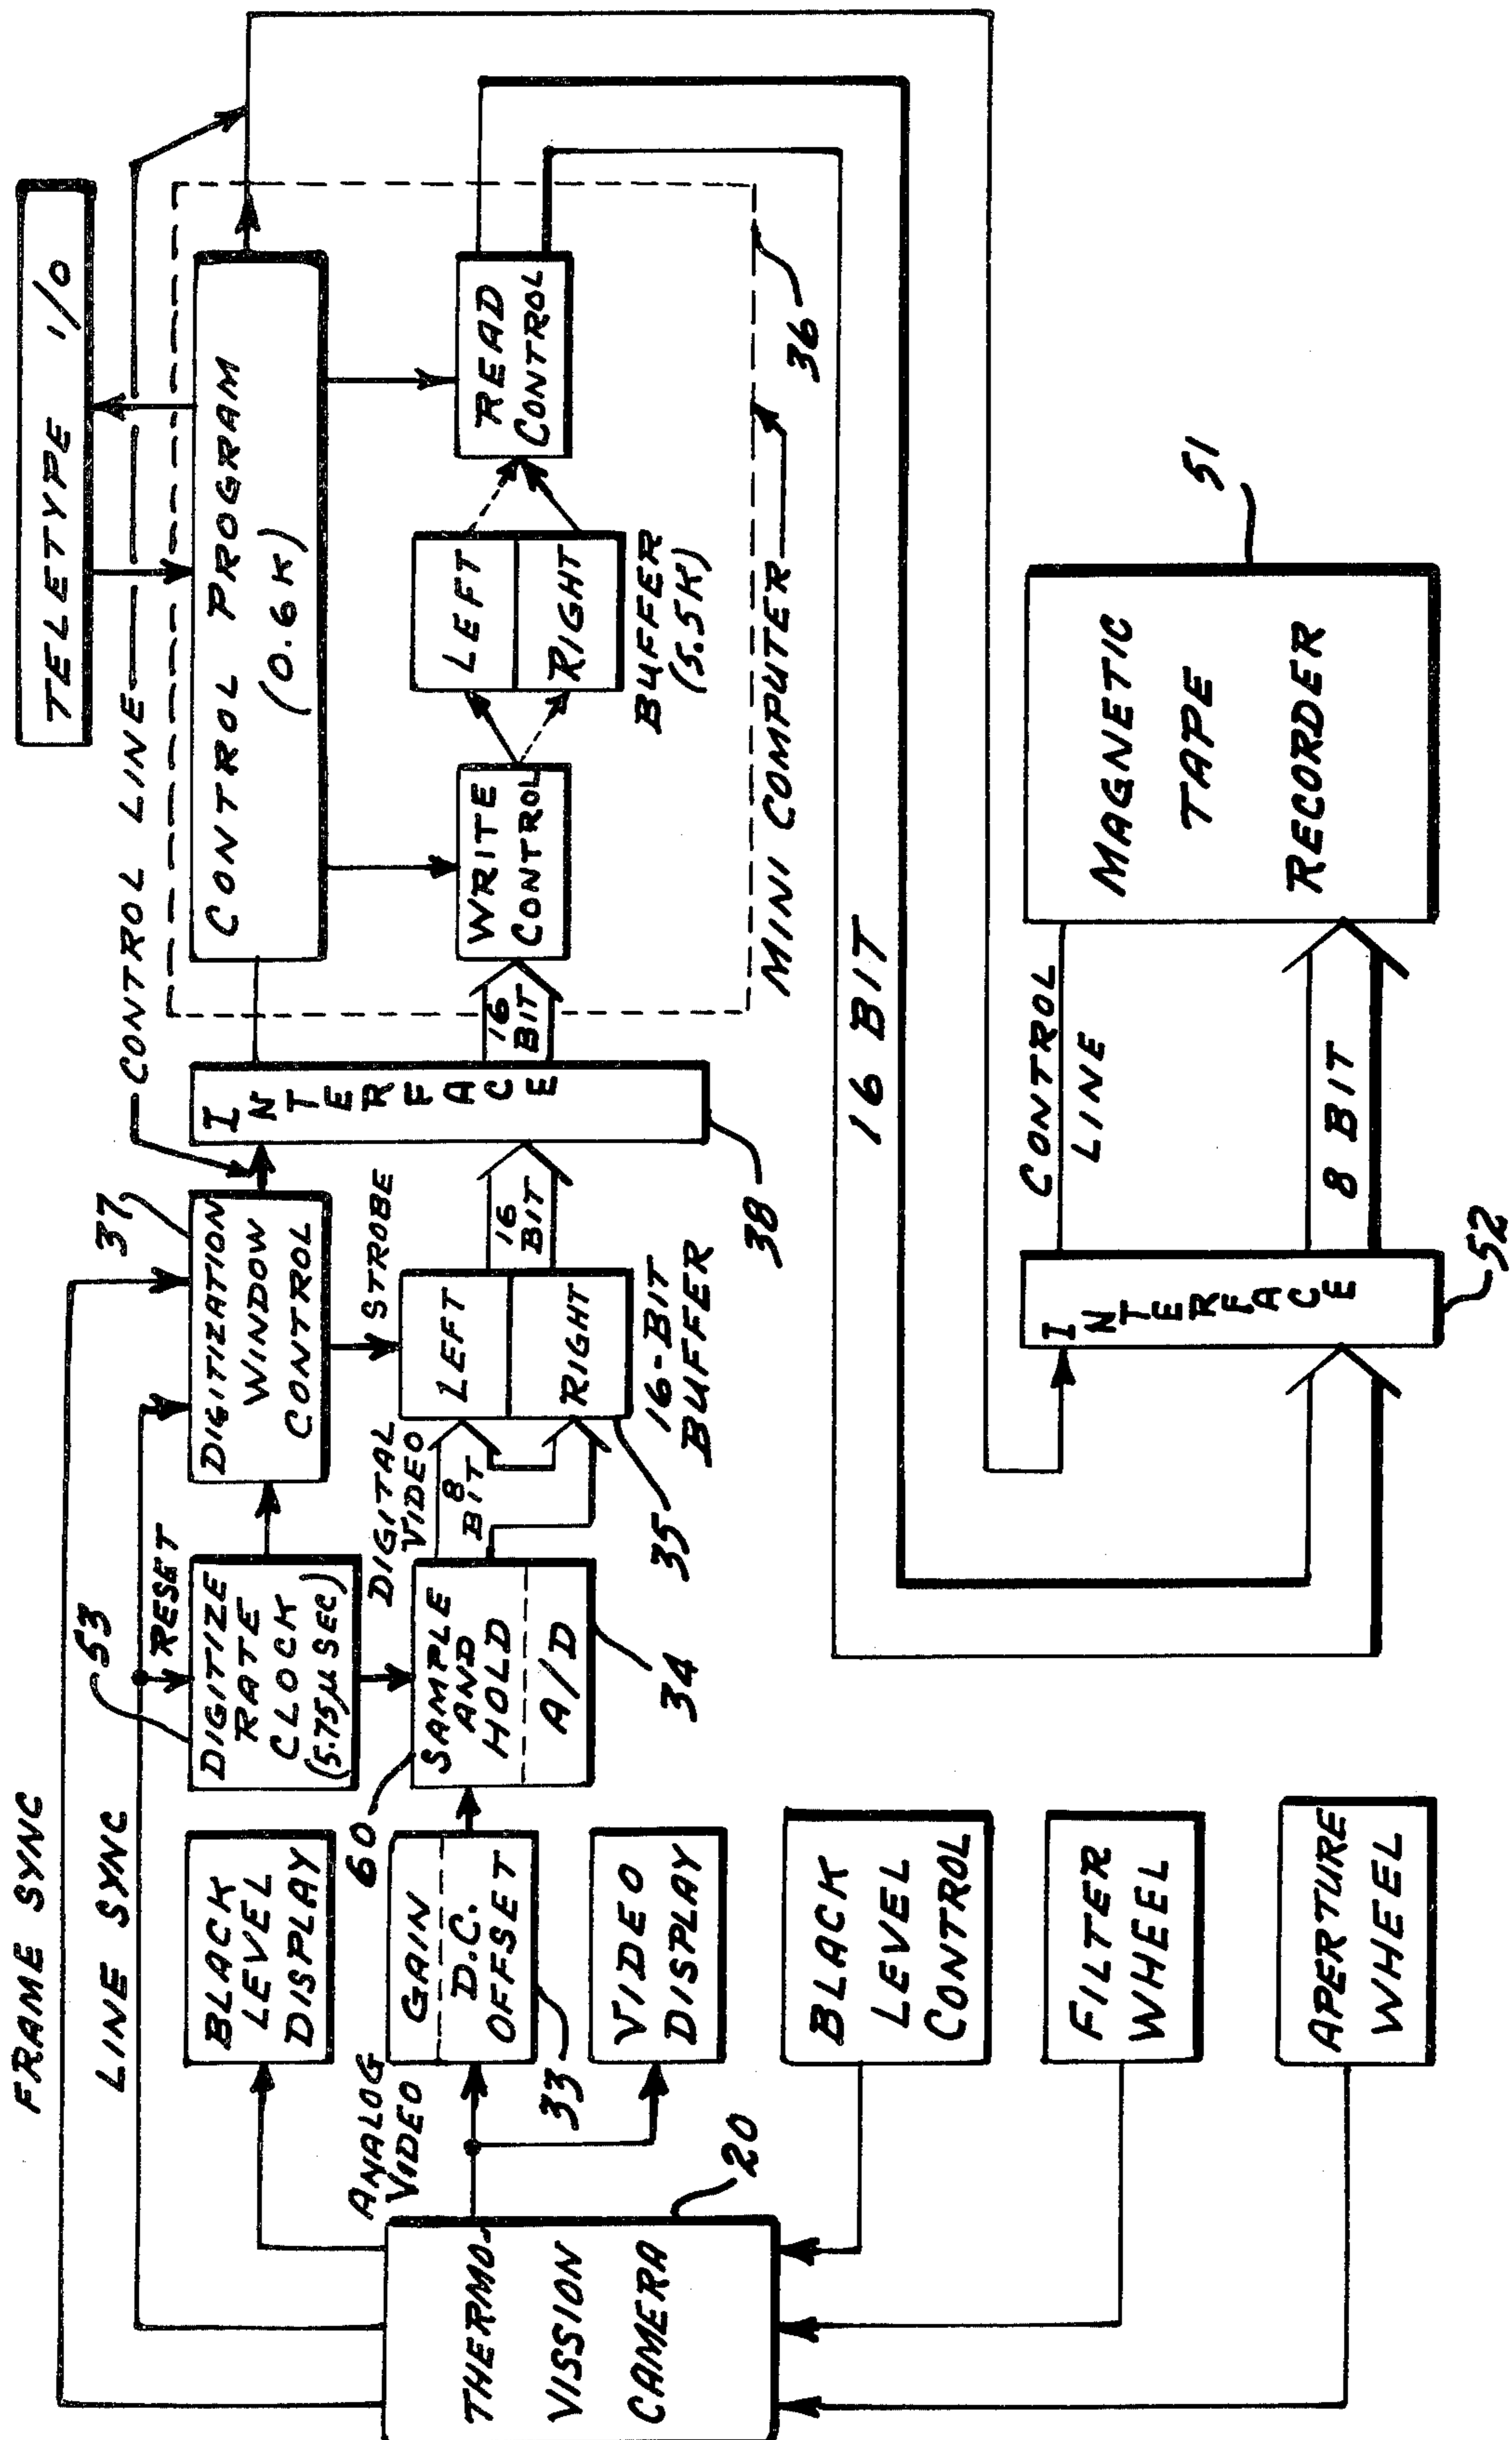 FRAME SYNC
LINE SYNC
RESET
53
37
CONTROL LINE
TELETYPE I/O
BLACK
LEVEL
DISPLAY
DIGITIZE
RATE
CLOCK
(5.75µSEC)
DIGITIZATION
WINDOW
CONTROL
INTERFACE
38
CONTROL PROGRAM
(0.6K)
ANALOG
VIDEO
GAIN
D.C.
OFFSET
33
60
SAMPLE
AND
HOLD
A/D
34
DIGITAL
VIDEO
8
BIT
STROBE
LEFT
RIGHT
16-BIT
BUFFER
35
16
BIT
16
BIT
WRITE
CONTROL
LEFT
RIGHT
BUFFER
(5.5K)
READ
CONTROL
MINI COMPUTER
36
THERMO-
VISSION
CAMERA
20
VIDEO
DISPLAY
BLACK
LEVEL
CONTROL
FILTER
WHEEL
APERTURE
WHEEL
16 BIT
INTERFACE
52
CONTROL
LINE
8 BIT
MAGNETIC
TAPE
RECORDER
51